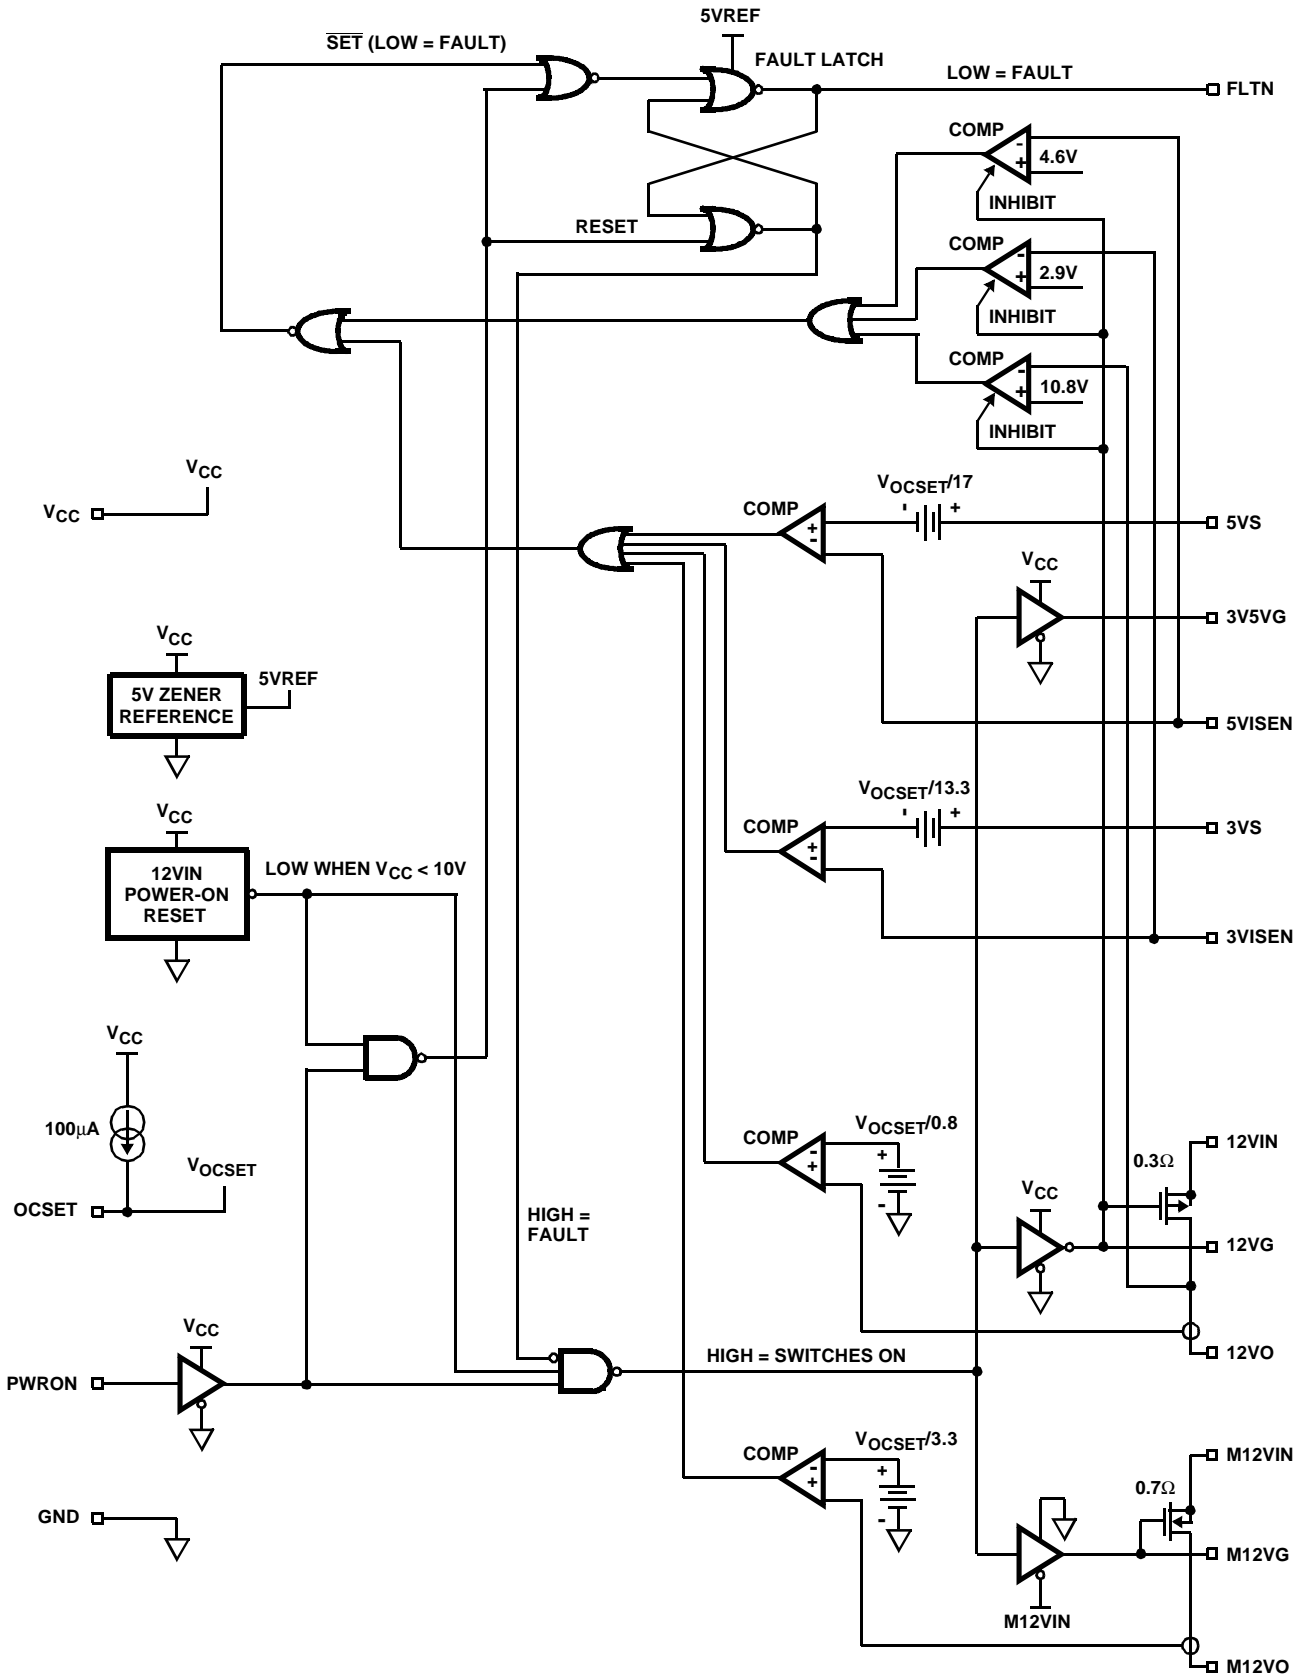 5VREF
SET (LOW = FAULT)
FAULT LATCH
LOW = FAULT
FLTN
COMP
-
+
4.6V
INHIBIT
RESET
COMP
-
+
2.9V
INHIBIT
COMP
-
+
10.8V
INHIBIT
VCC
VCC
VOCSET/17
- +
COMP
+
-
5VS
VCC
3V5VG
VCC
5V ZENER
REFERENCE
5VREF
5VISEN
VOCSET/13.3
- +
COMP
+
-
3VS
VCC
12VIN
POWER-ON
RESET
LOW WHEN VCC < 10V
3VISEN
VCC
100μA
VOCSET
OCSET
VOCSET/0.8
+
-
COMP
-
+
12VIN
0.3Ω
VCC
12VG
HIGH =
FAULT
12VO
VCC
PWRON
HIGH = SWITCHES ON
VOCSET/3.3
+
-
COMP
-
+
M12VIN
0.7Ω
GND
M12VG
M12VIN
M12VO